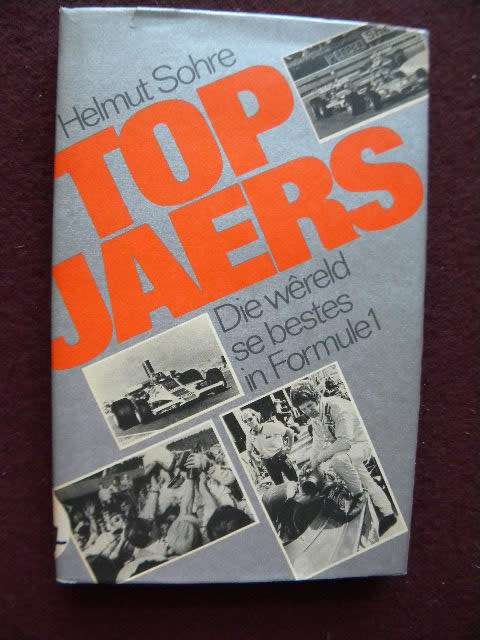 Helmut Sohre
TOP
JAERS
Die wêreld
se bestes
in Formule 1